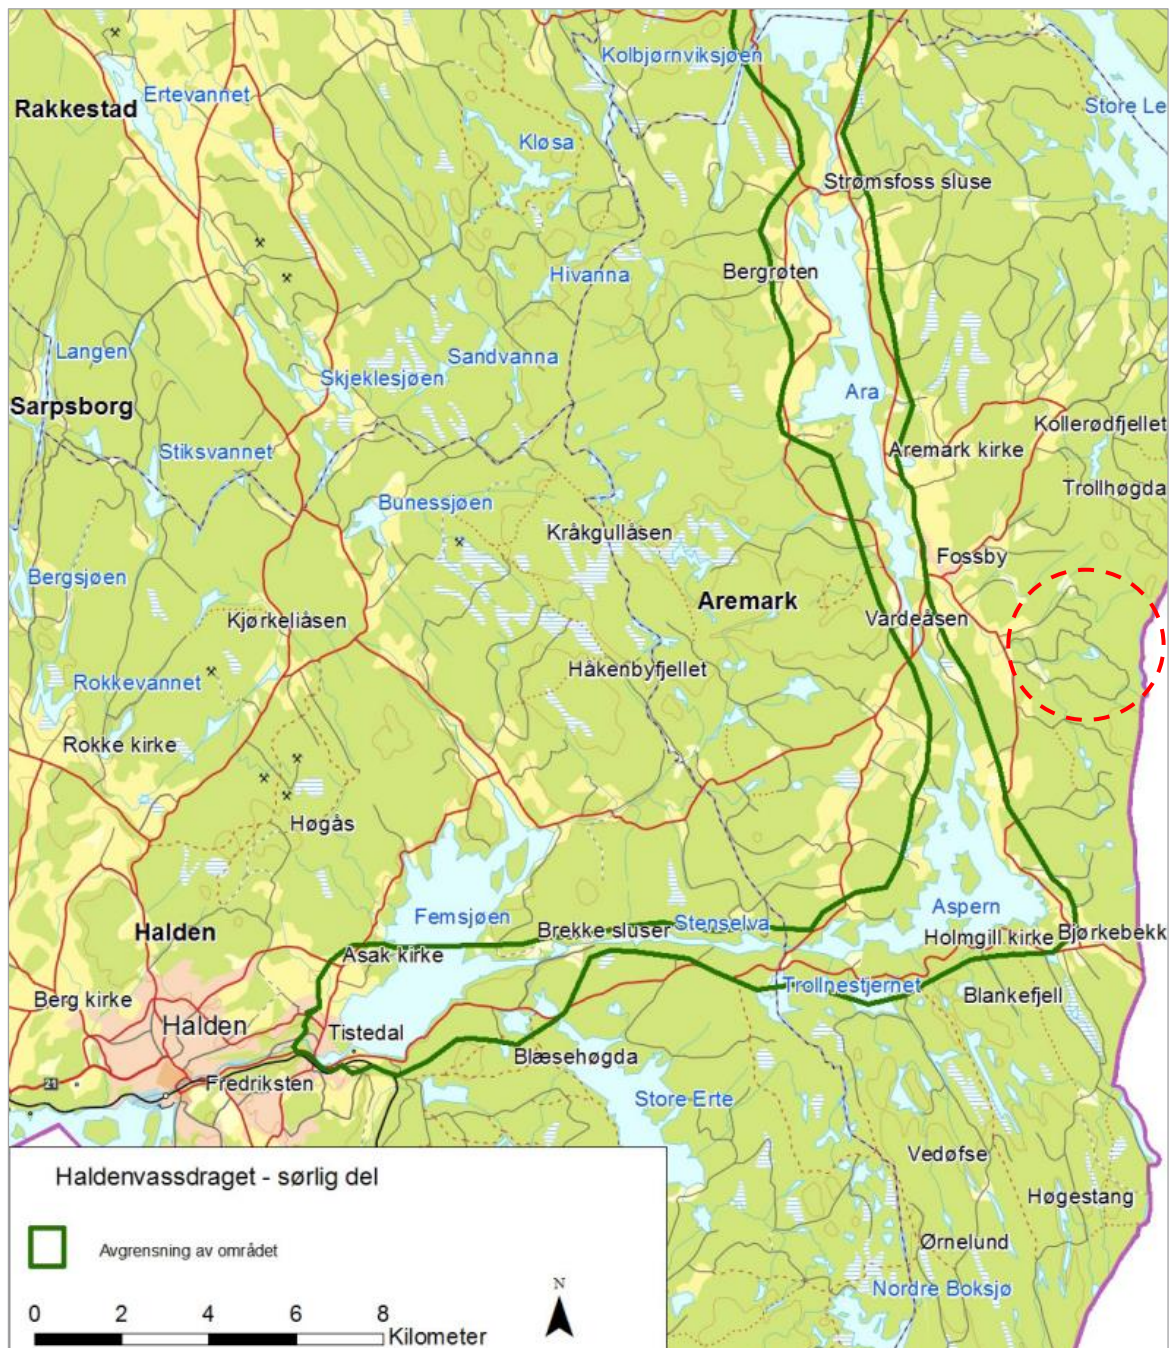 Kolbjørnviksjøen
Ertevannet
Rakkestad
Store Le
Kløsa
Strømsfoss sluse
Bergrøten
Hivanna
Langen
Sandvanna
Skjeklesjøen
Ara
Sarpsborg
Kollerødfjellet
Stiksvannet
Aremark kirke
Trollhøgda
Bunessjøen
Kråkgullåsen
Fossby
Bergsjøen
Aremark
Kjørkeliåsen
Vardeåsen
Håkenbyfjellet
Rokkevannet
Rokke kirke
Høgås
Aspern
Femsjøen
Stenselva
Brekke sluser
Halden
Holmgill kirke
Bjørkebekk
Asak kirke
Trollnestjernet
Blankefjell
Berg kirke
Halden
Tistedal
Blæsehøgda
Fredriksten
Store Erte
Vedøfse
Høgestang
Ørnelund
Nordre Boksjø
Haldenvassdraget - sørlig del
Avgrensning av området
N
0 2 4 6 8
Kilometer